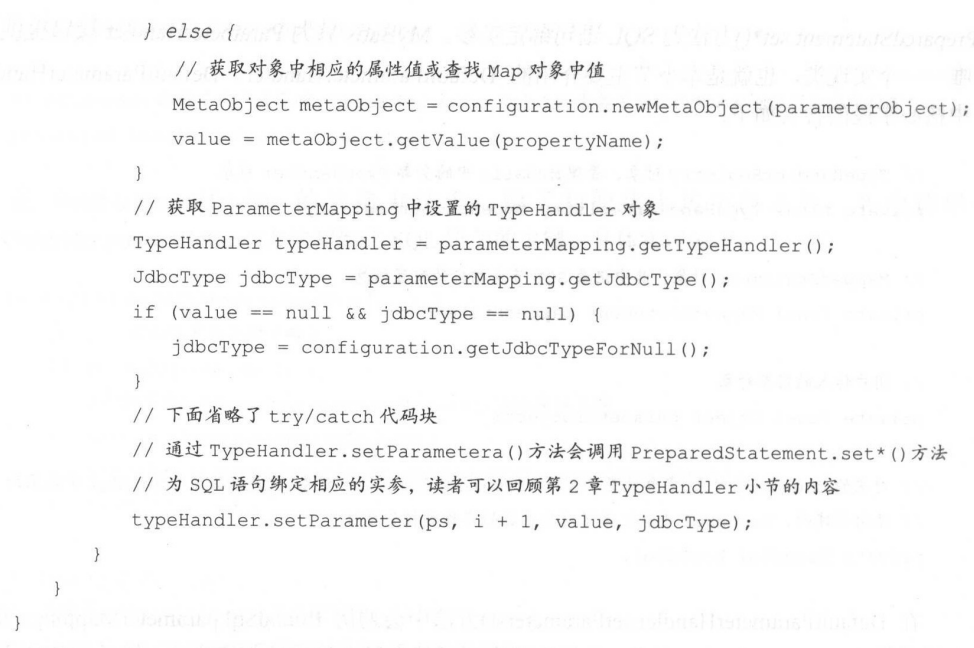 } else {
// 获取对象中相应的属性值或查找 Map 对象中值
MetaObject metaObject = configuration.newMetaObject(parameterObject);
value = metaObject.getValue(propertyName);
}
// 获取 ParameterMapping 中设置的 TypeHandler 对象
TypeHandler typeHandler = parameterMapping.getTypeHandler();
JdbcType jdbcType = parameterMapping.getJdbcType();
if (value == null && jdbcType == null) {
jdbcType = configuration.getJdbcTypeForNull();
}
// 下面省略了 try/catch 代码块
// 通过 TypeHandler.setParametera()方法会调用 PreparedStatement.set*()方法
// 为 SQL 语句绑定相应的实参，读者可以回顾第 2 章 TypeHandler 小节的内容
typeHandler.setParameter(ps, i + 1, value, jdbcType);
}
}
}